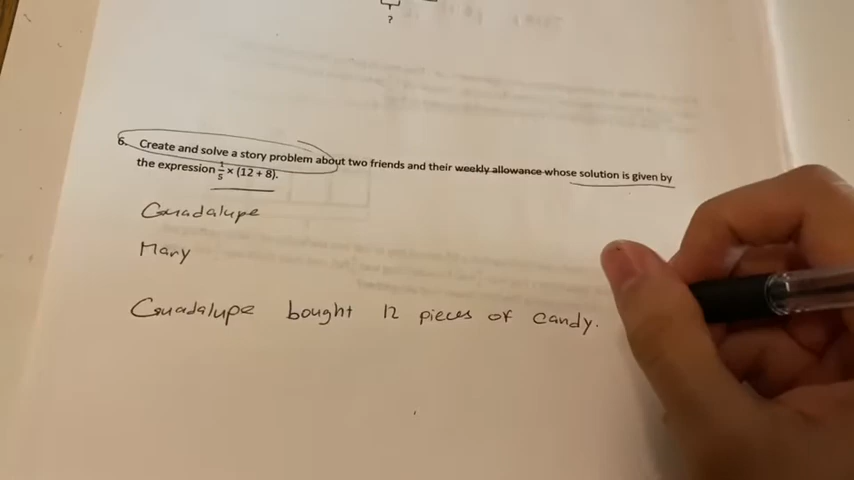 ?
6. Create and solve a story problem about two friends and their weekly allowance whose solution is given by
the expression 1/5 × (12 + 8).
Guadalupe
Mary
Guadalupe bought 12 pieces of candy.